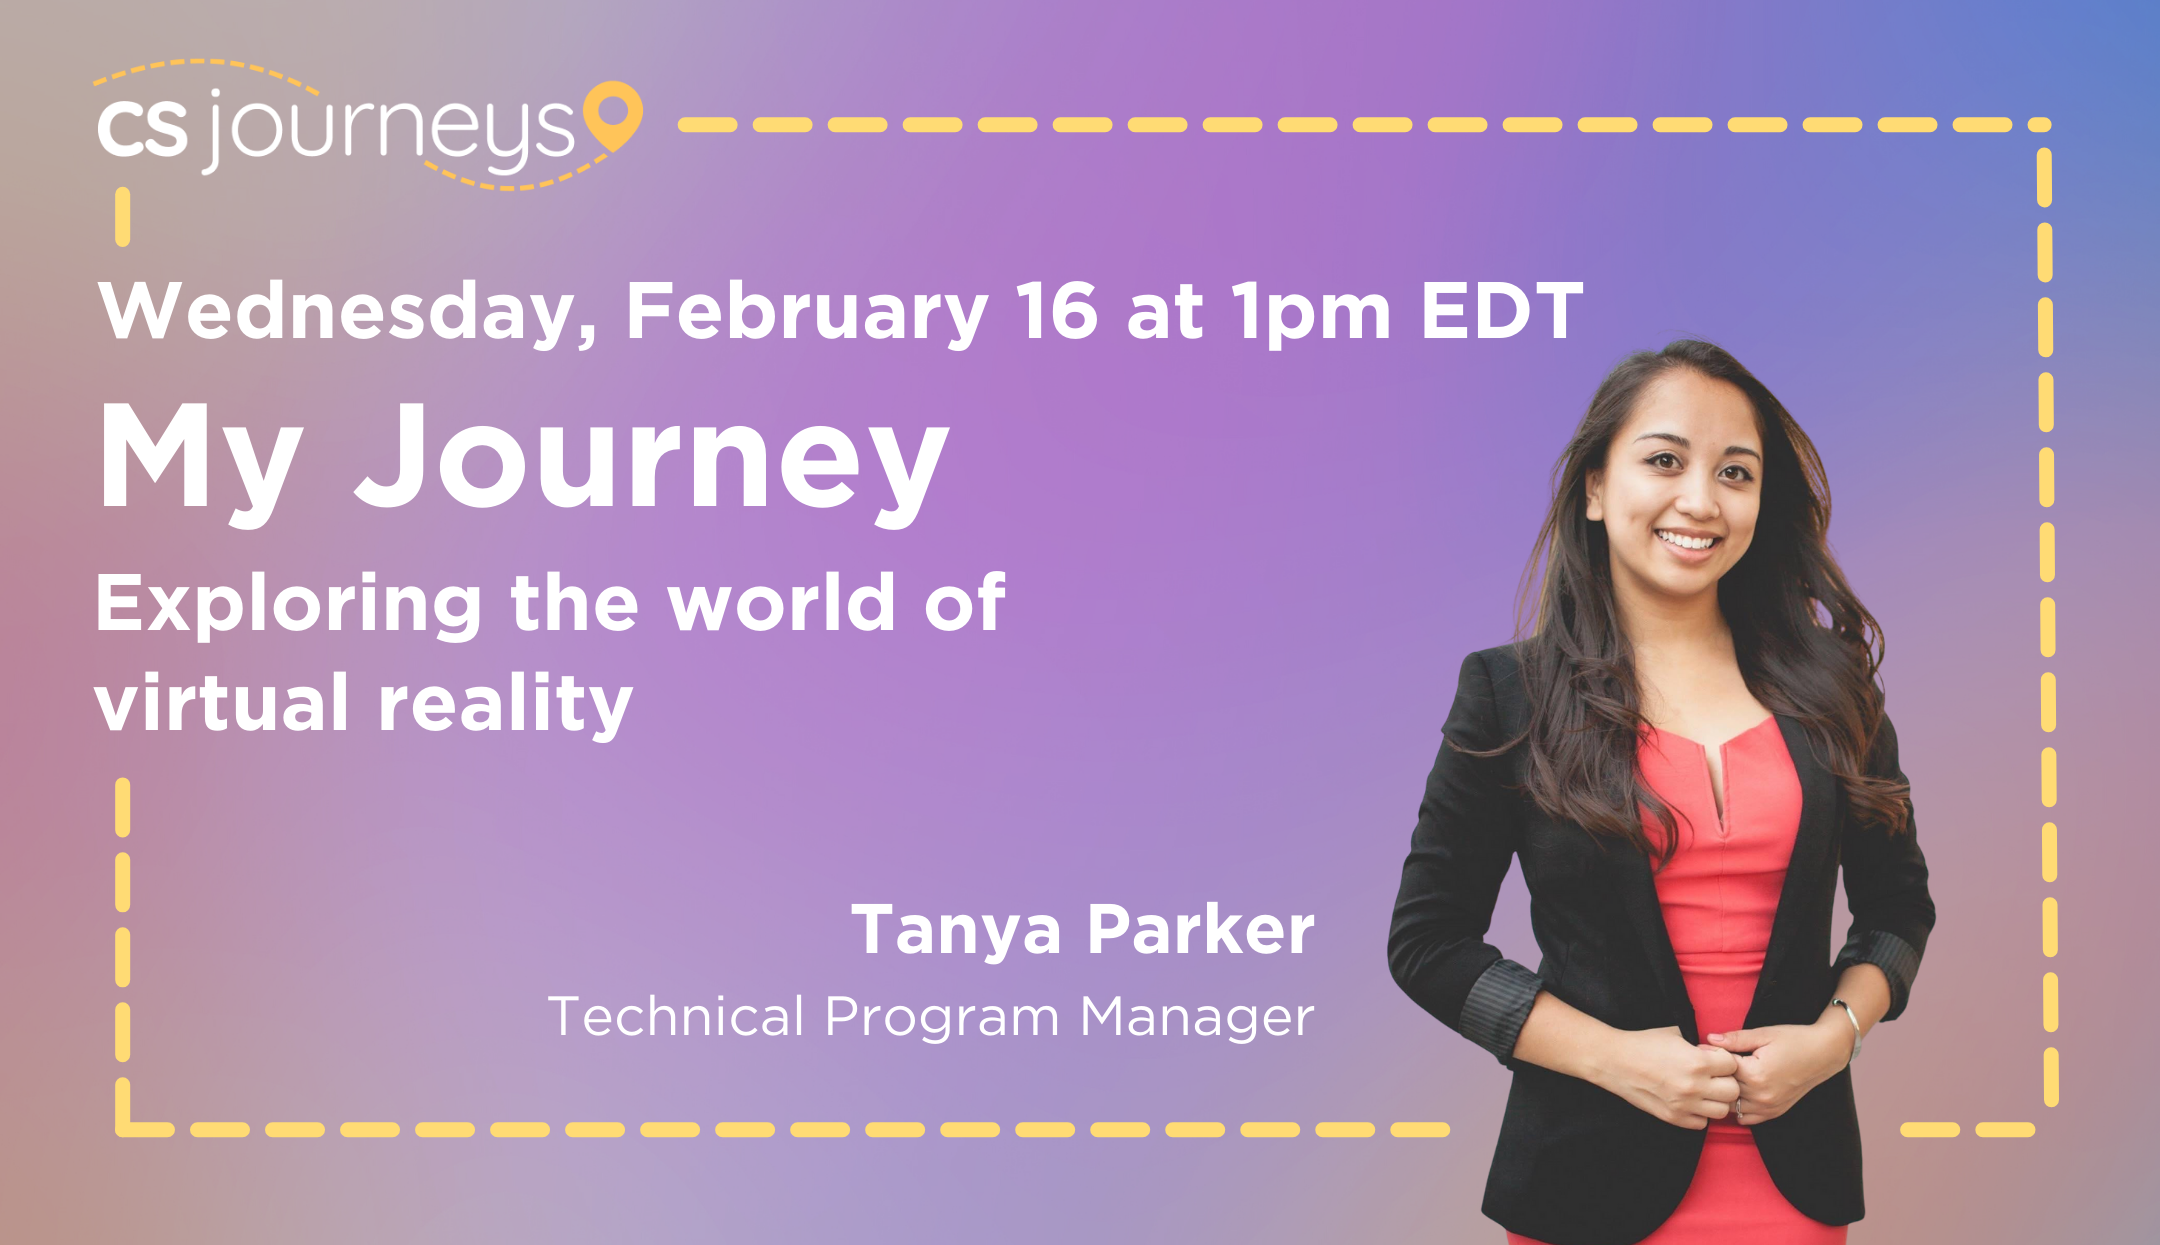 cs journeys
Wednesday, February 16 at 1pm EDT
My Journey
Exploring the world of
virtual reality
Tanya Parker
Technical Program Manager